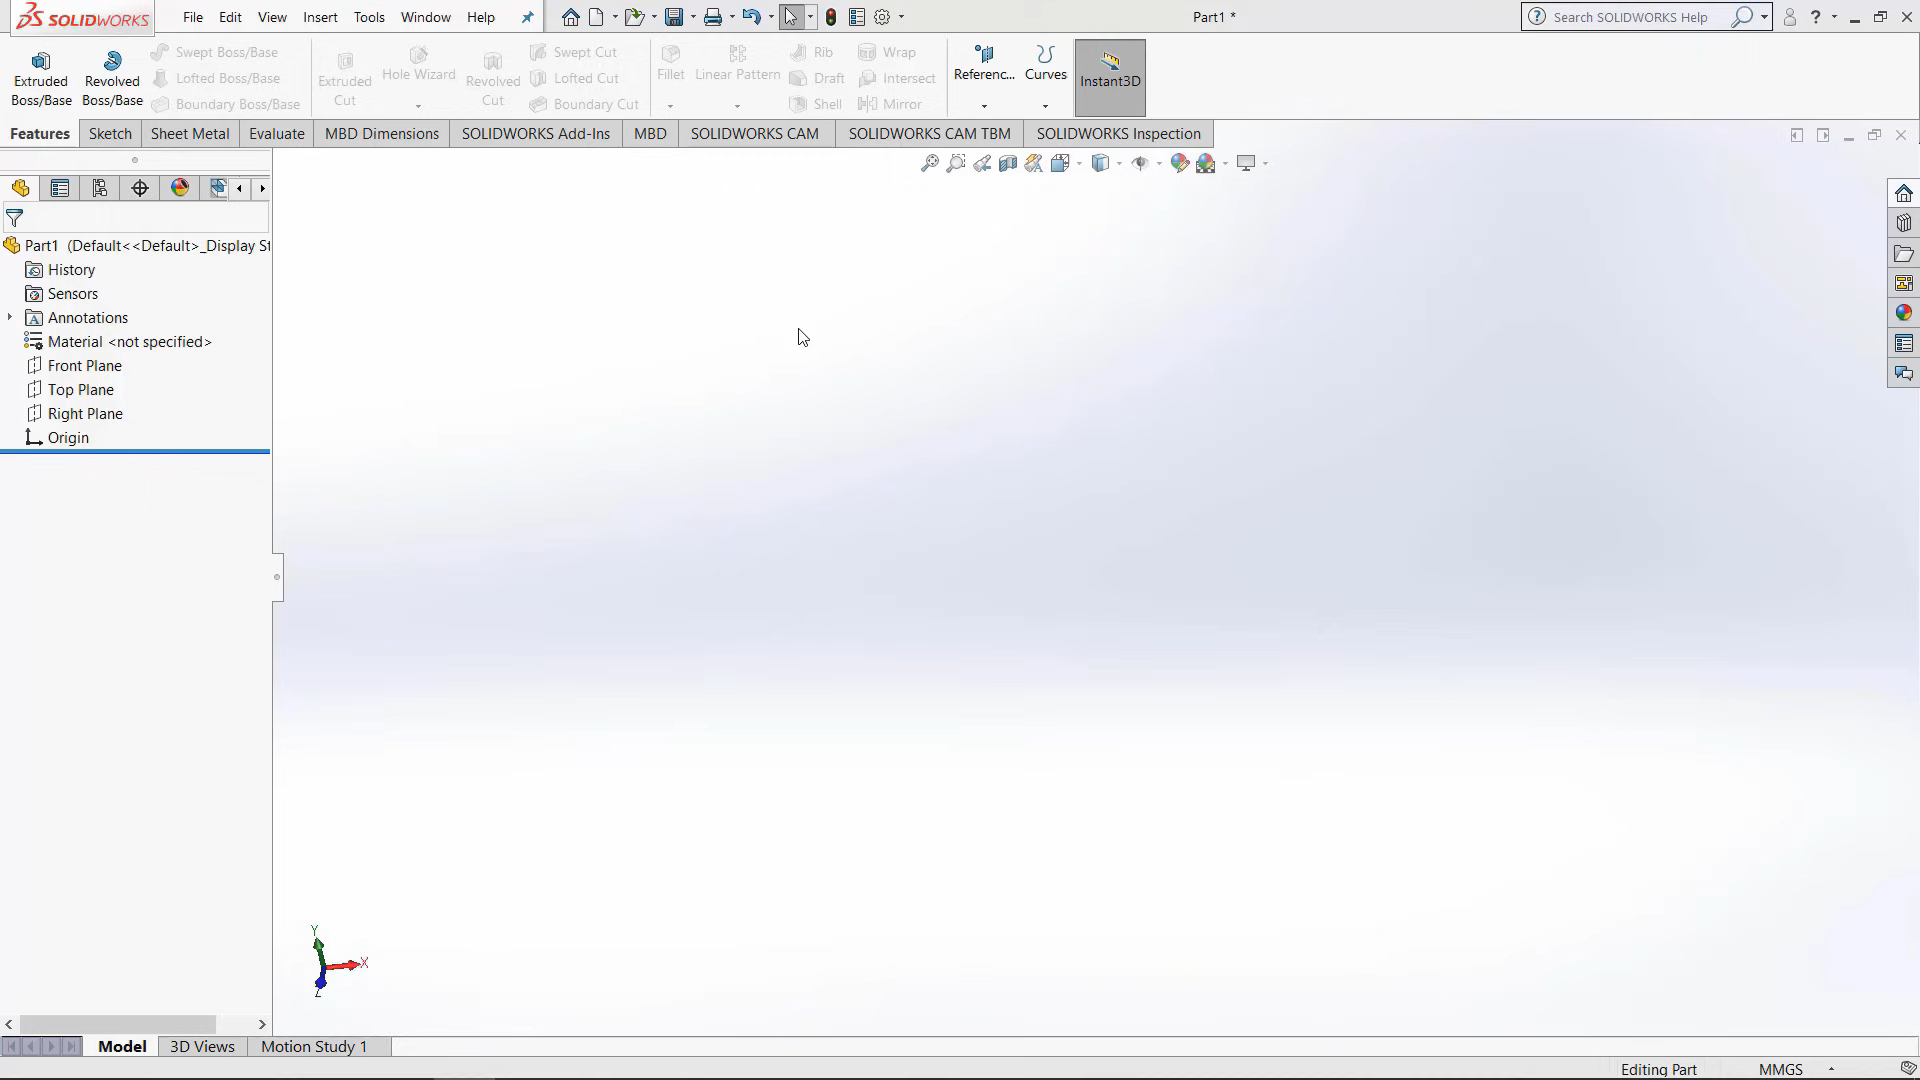 SOLIDWORKS File Edit View Insert Tools Window Help Part1 * Search SOLIDWORKS Help ?
Extruded Boss/Base
Revolved Boss/Base
Swept Boss/Base
Lofted Boss/Base
Boundary Boss/Base
Extruded Cut
Hole Wizard
Revolved Cut
Swept Cut
Lofted Cut
Boundary Cut
Fillet
Linear Pattern
Rib
Draft
Shell
Wrap
Intersect
Mirror
Referenc...
Curves
Instant3D
Features Sketch Sheet Metal Evaluate MBD Dimensions SOLIDWORKS Add-Ins MBD SOLIDWORKS CAM SOLIDWORKS CAM TBM SOLIDWORKS Inspection
Part1 (Default<<Default>_Display St
History
Sensors
Annotations
Material <not specified>
Front Plane
Top Plane
Right Plane
Origin
Y
X
Z
Model 3D Views Motion Study 1
Editing Part MMGS